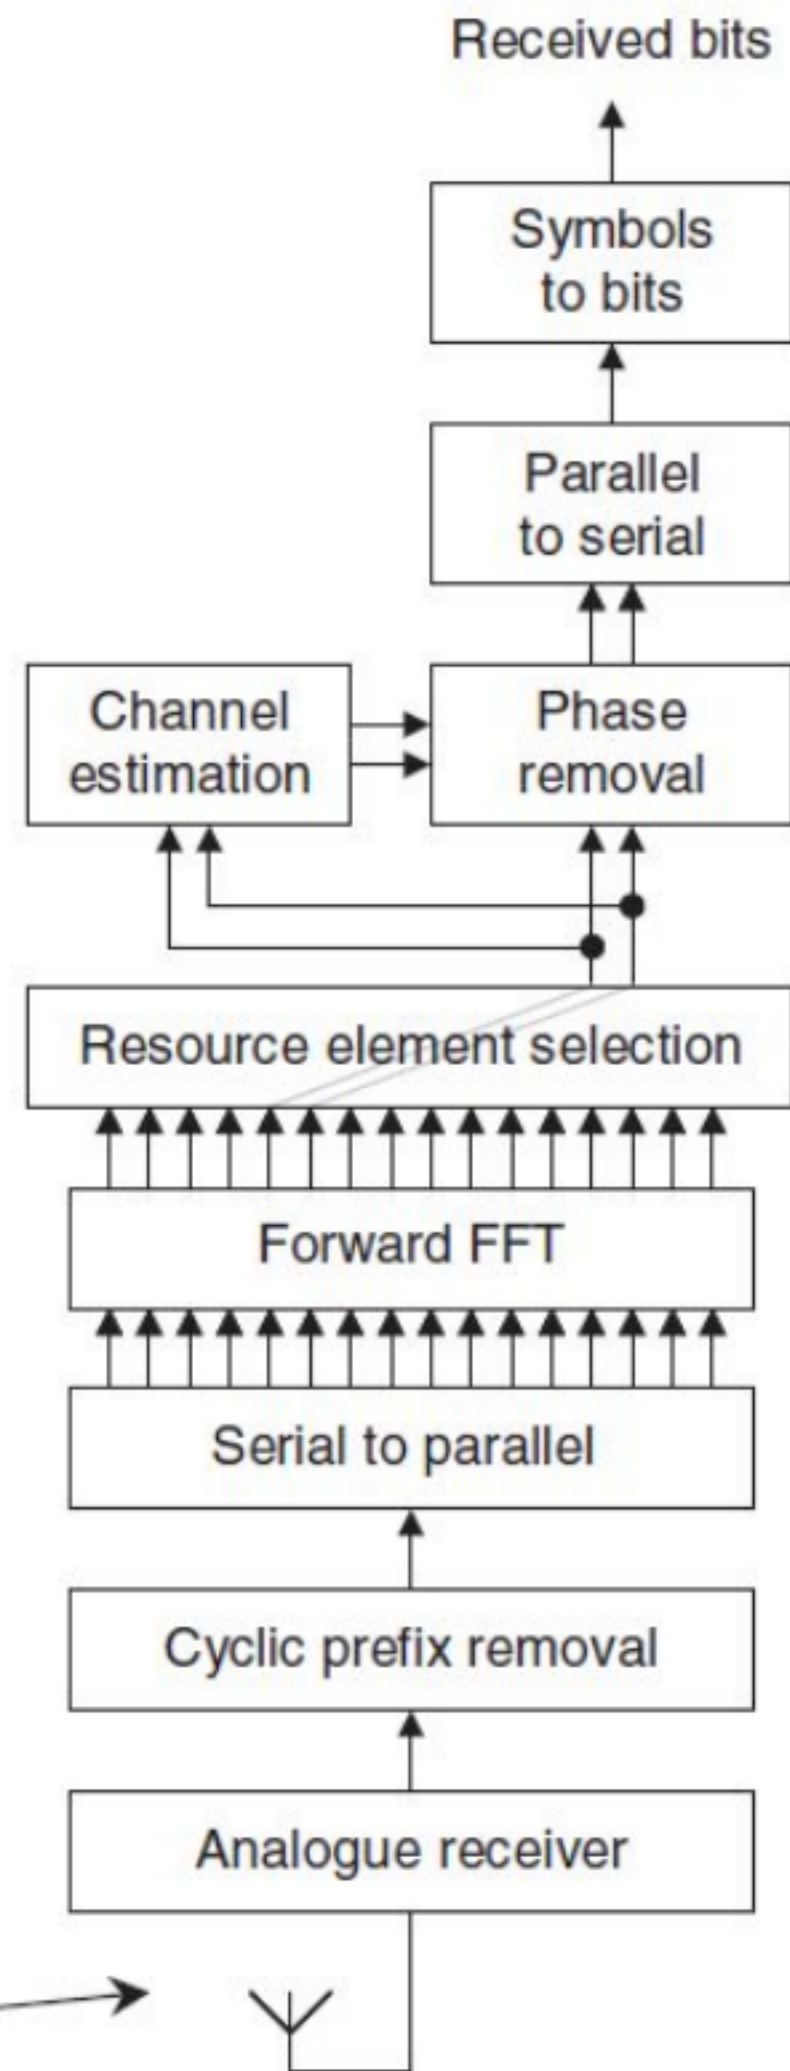 Received bits
Symbols
to bits
Parallel
to serial
Channel
estimation
Phase
removal
Resource element selection
Forward FFT
Serial to parallel
Cyclic prefix removal
Analogue receiver